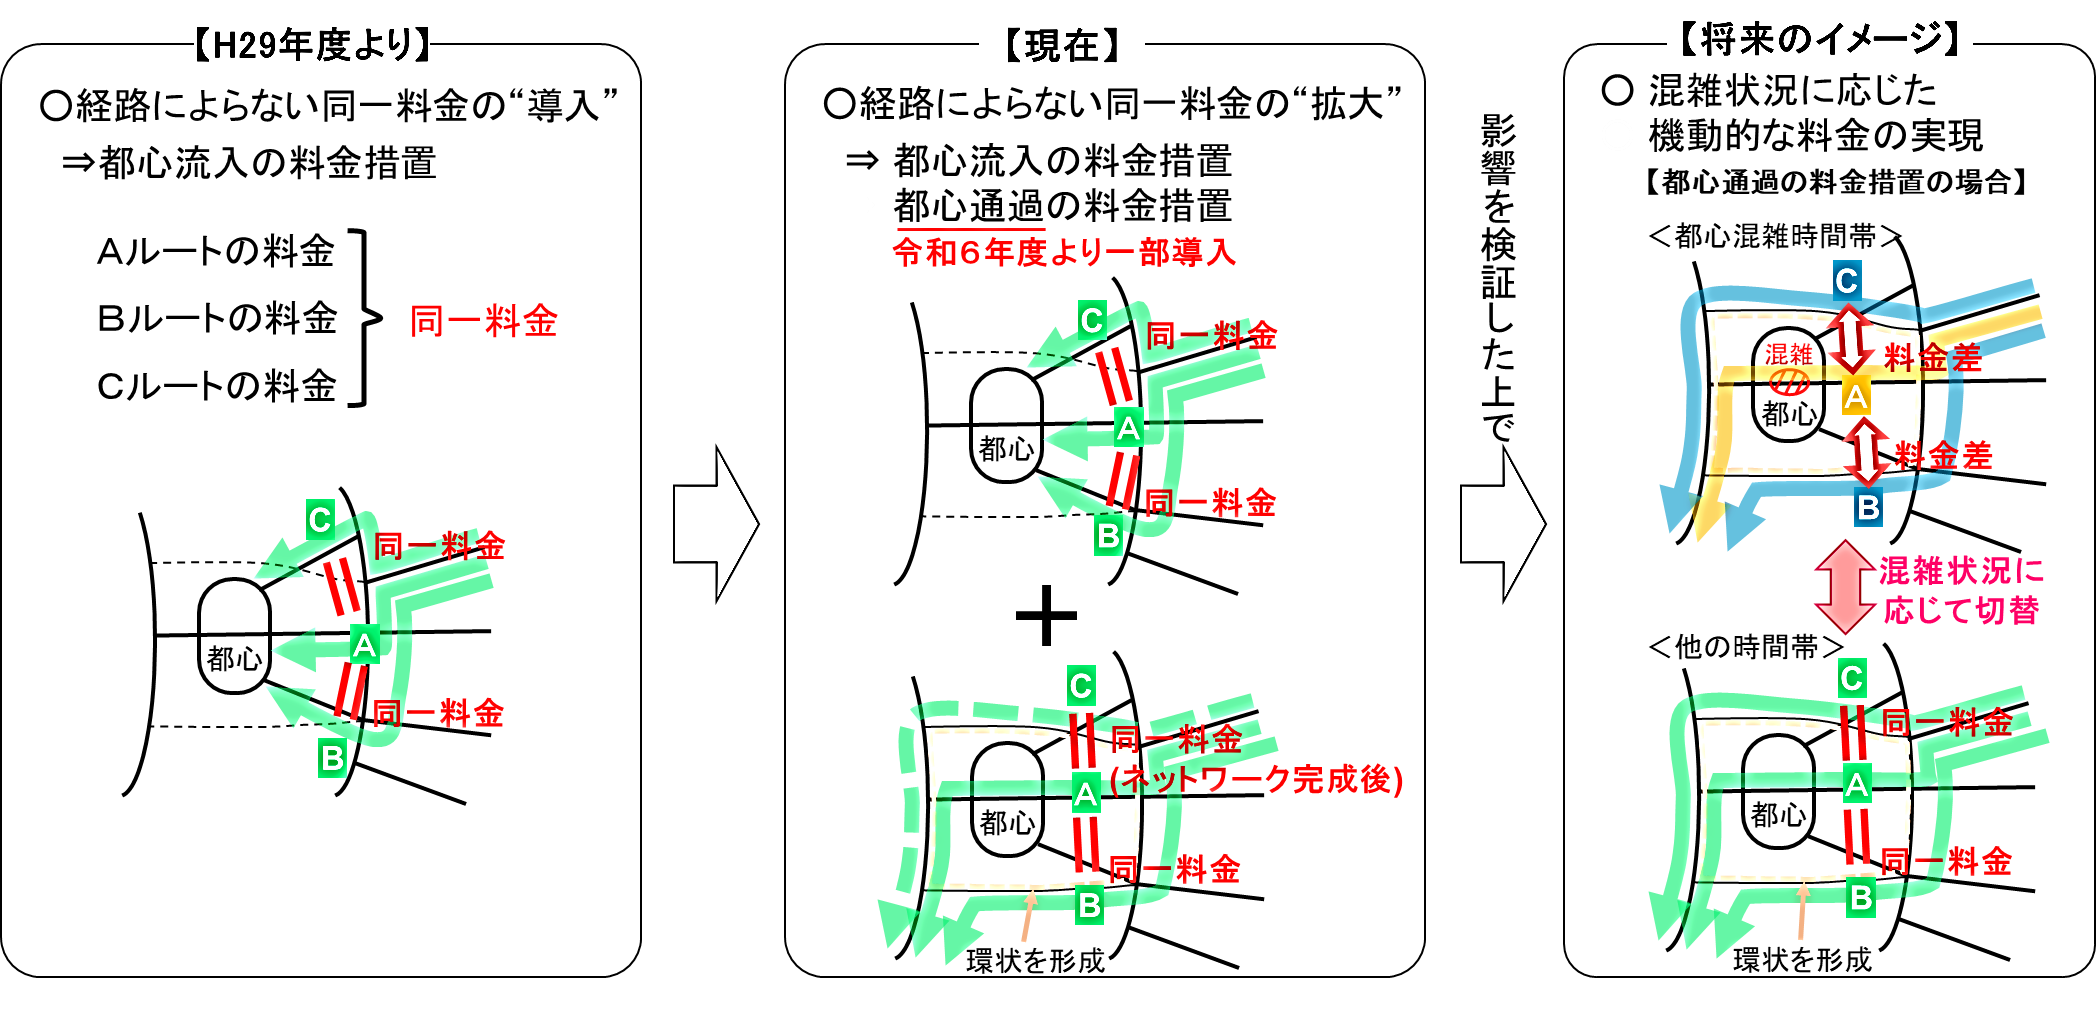 【H29年度より】
〇経路によらない同一料金の“導入”
⇒都心流入の料金措置
Aルートの料金
Bルートの料金
Cルートの料金
同一料金
C
同一料金
A
都心
同一料金
B
【現在】
〇経路によらない同一料金の“拡大”
⇒ 都心流入の料金措置
都心通過の料金措置
令和6年度より一部導入
C
同一料金
A
都心
同一料金
B
＋
C
同一料金
(ネットワーク完成後)
A
都心
同一料金
B
環状を形成
影響を検証した上で
【将来のイメージ】
〇 混雑状況に応じた
機動的な料金の実現
【都心通過の料金措置の場合】
＜都心混雑時間帯＞
C
混雑
料金差
A
都心
料金差
B
混雑状況に
応じて切替
＜他の時間帯＞
C
同一料金
A
都心
同一料金
B
環状を形成